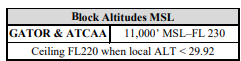 Block Altitudes MSL
GATOR & ATCAA 11,000' MSL–FL 230
Ceiling FL220 when local ALT < 29.92